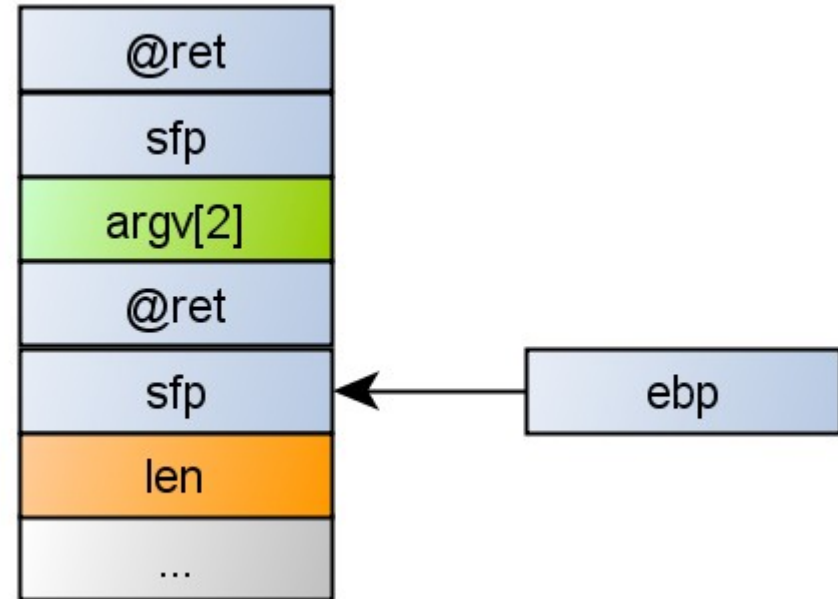 @ret
sfp
argv[2]
@ret
sfp
ebp
len
...